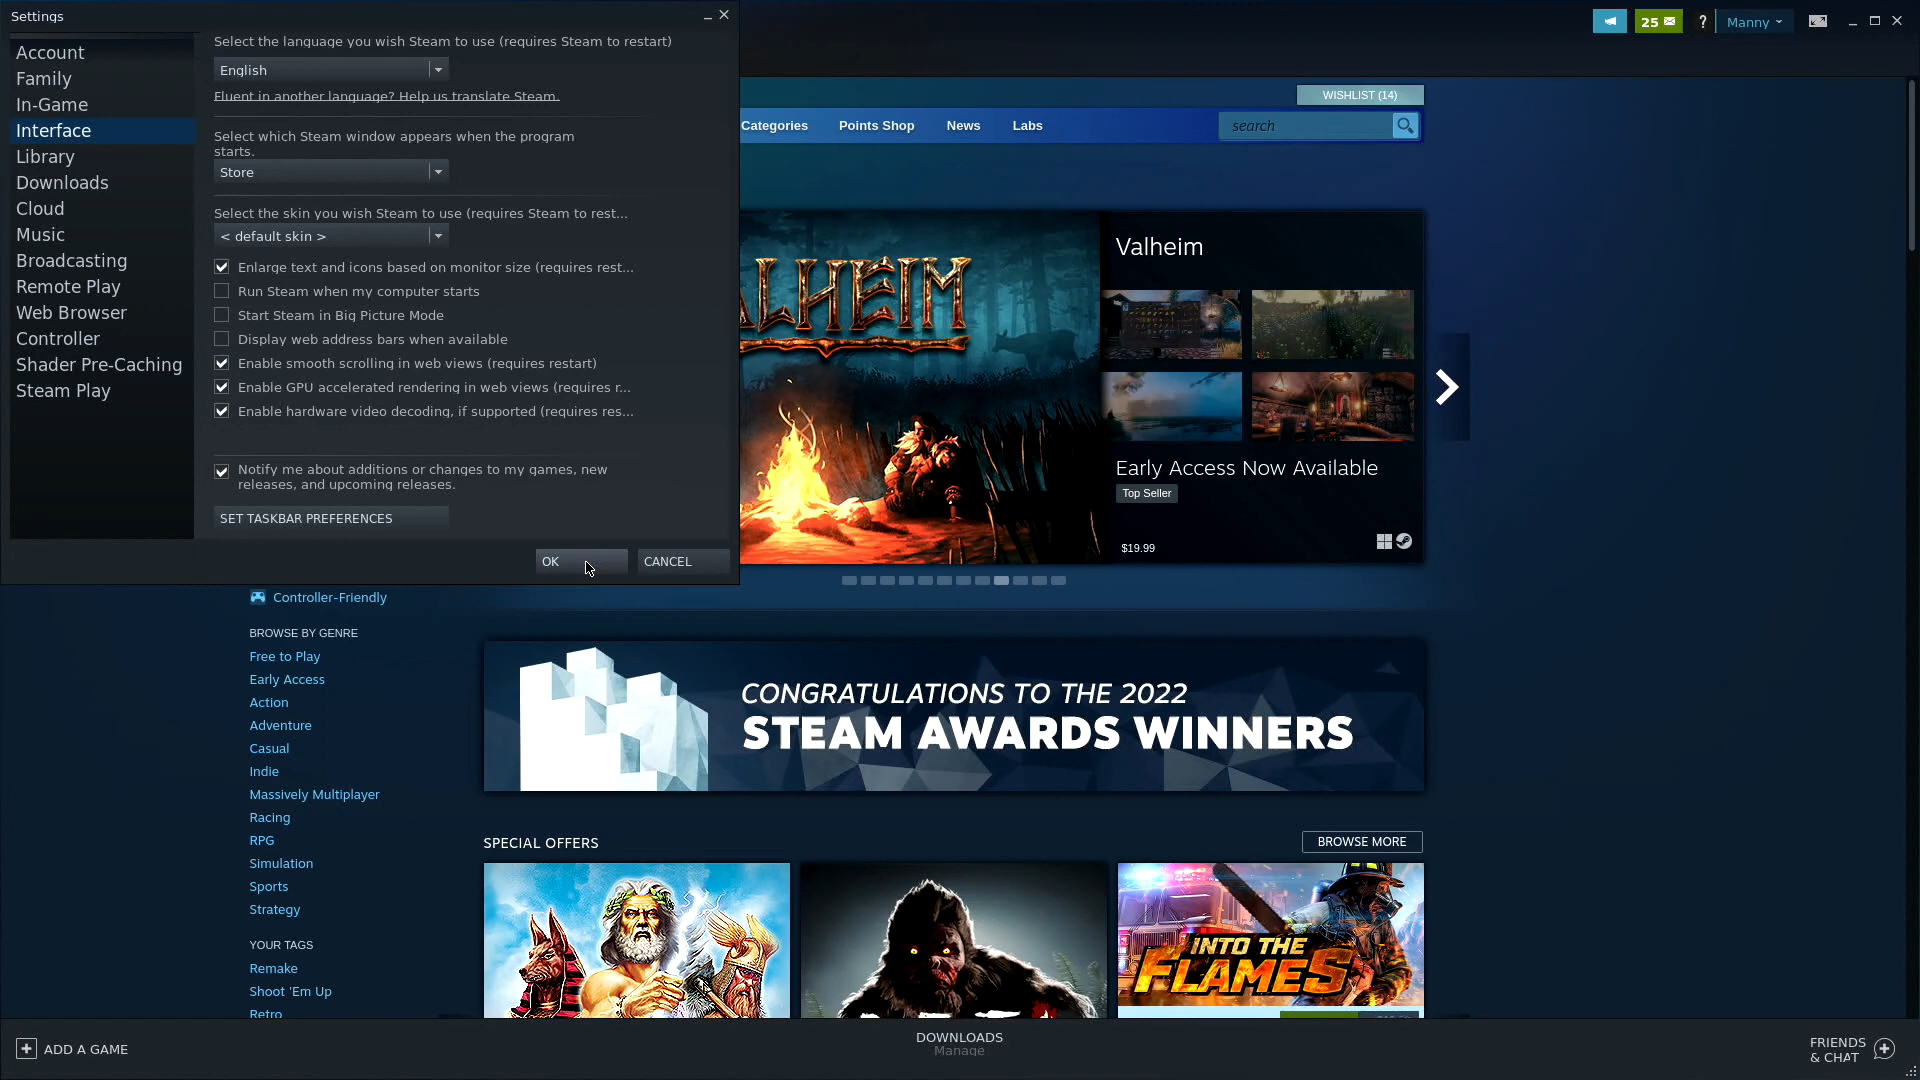 Settings
Account
Family
In-Game
Interface
Library
Downloads
Cloud
Music
Broadcasting
Remote Play
Web Browser
Controller
Shader Pre-Caching
Steam Play
Select the language you wish Steam to use (requires Steam to restart)
English
Fluent in another language? Help us translate Steam.
Select which Steam window appears when the program
starts.
Store
Select the skin you wish Steam to use (requires Steam to rest...
< default skin >
Enlarge text and icons based on monitor size (requires rest...
Run Steam when my computer starts
Start Steam in Big Picture Mode
Display web address bars when available
Enable smooth scrolling in web views (requires restart)
Enable GPU accelerated rendering in web views (requires r...
Enable hardware video decoding, if supported (requires res...
Notify me about additions or changes to my games, new
releases, and upcoming releases.
SET TASKBAR PREFERENCES
OK
CANCEL
25
?
Manny
WISHLIST (14)
Categories
Points Shop
News
Labs
search
ALHEIM
Valheim
Early Access Now Available
Top Seller
$19.99
Controller-Friendly
BROWSE BY GENRE
Free to Play
Early Access
Action
Adventure
Casual
Indie
Massively Multiplayer
Racing
RPG
Simulation
Sports
Strategy
YOUR TAGS
Remake
Shoot 'Em Up
Retro
CONGRATULATIONS TO THE 2022
STEAM AWARDS WINNERS
SPECIAL OFFERS
BROWSE MORE
INTO THE
FLAMES
ADD A GAME
DOWNLOADS
Manage
FRIENDS
& CHAT